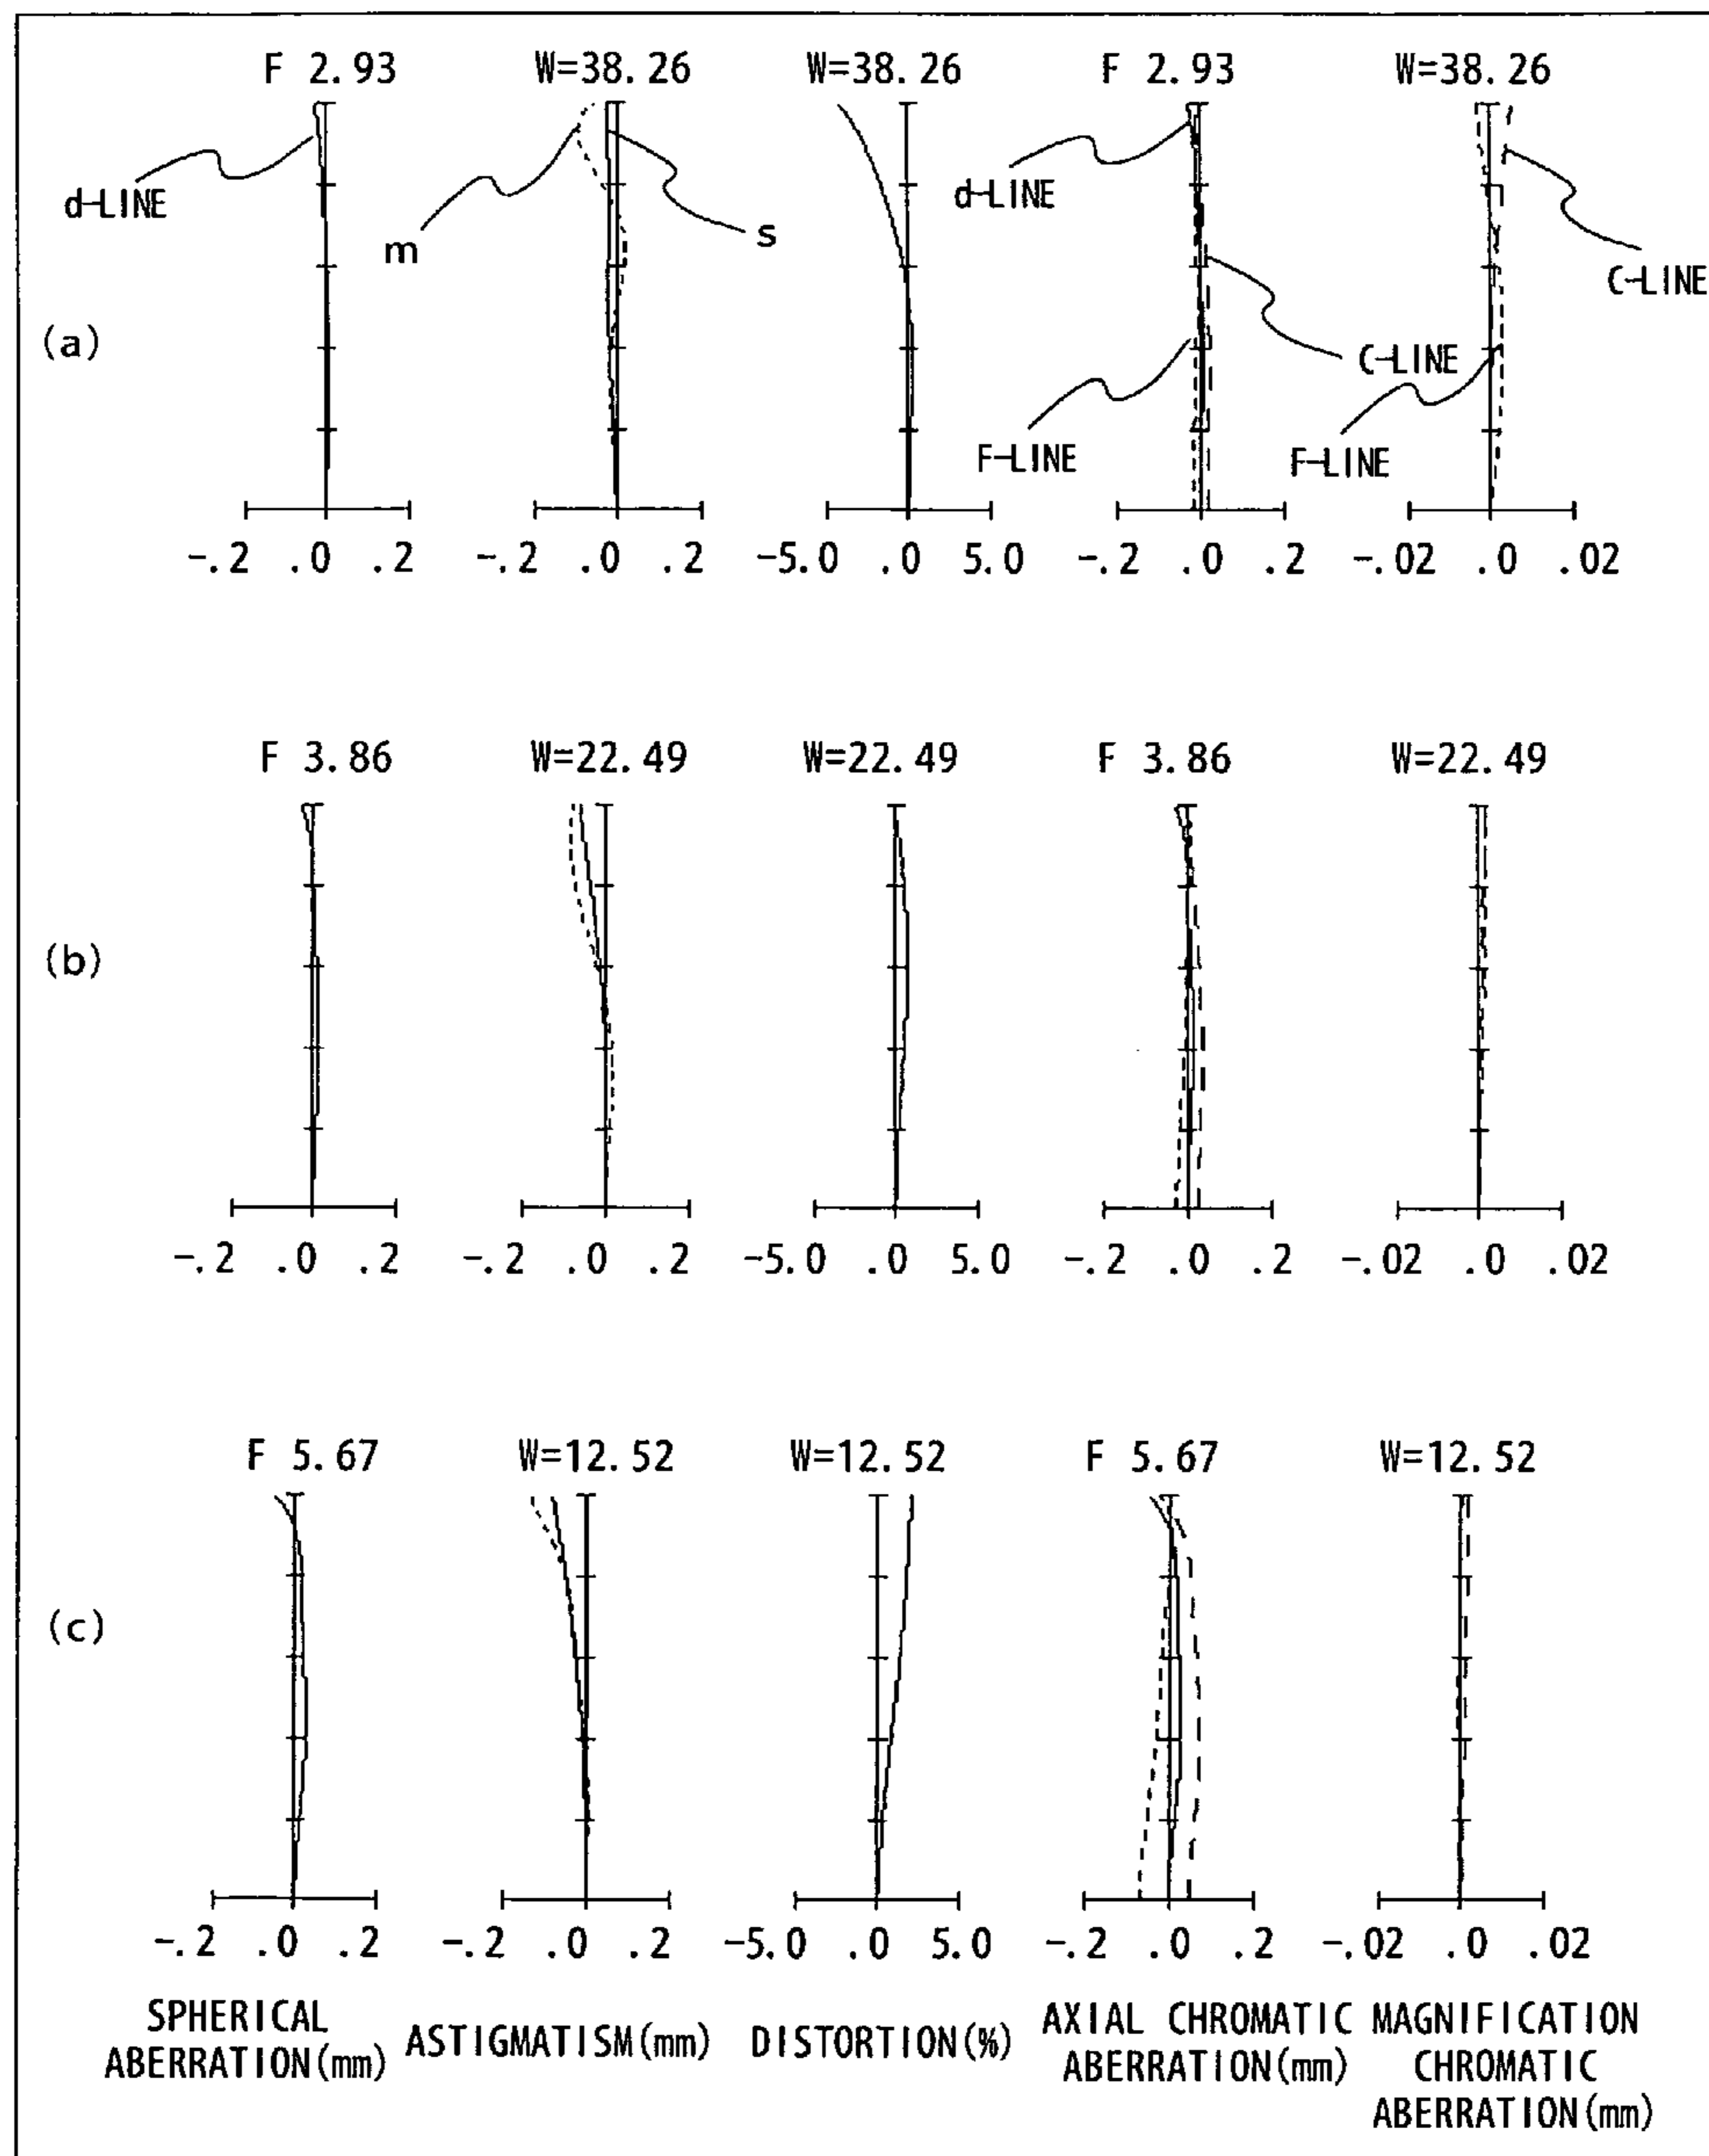 F 2.93 W=38.26 W=38.26 F 2.93 W=38.26
d-LINE
m
s
d-LINE
C-LINE
(a)
C-LINE
F-LINE
F-LINE
-.2 .0 .2 -.2 .0 .2 -5.0 .0 5.0 -.2 .0 .2 -.02 .0 .02
F 3.86 W=22.49 W=22.49 F 3.86 W=22.49
(b)
-.2 .0 .2 -.2 .0 .2 -5.0 .0 5.0 -.2 .0 .2 -.02 .0 .02
F 5.67 W=12.52 W=12.52 F 5.67 W=12.52
(c)
-.2 .0 .2 -.2 .0 .2 -5.0 .0 5.0 -.2 .0 .2 -.02 .0 .02
SPHERICAL
ABERRATION(mm)
ASTIGMATISM(mm)
DISTORTION(%)
AXIAL CHROMATIC
ABERRATION(mm)
MAGNIFICATION
CHROMATIC
ABERRATION(mm)